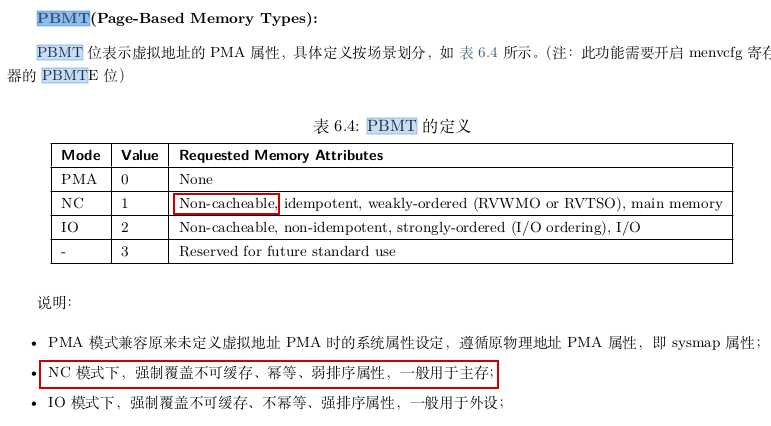 PBMT(Page-Based Memory Types):
PBMT 位表示虚拟地址的 PMA 属性，具体定义按场景划分，如 表 6.4 所示。（注：此功能需要开启 menvcfg 寄存
器的 PBMTE 位）
表 6.4: PBMT 的定义
Mode Value Requested Memory Attributes
PMA 0 None
NC 1 Non-cacheable, idempotent, weakly-ordered (RVWMO or RVTSO), main memory
IO 2 Non-cacheable, non-idempotent, strongly-ordered (I/O ordering), I/O
- 3 Reserved for future standard use
说明：
• PMA 模式兼容原来未定义虚拟地址 PMA 时的系统属性设定，遵循原物理地址 PMA 属性，即 sysmap 属性；
• NC 模式下，强制覆盖不可缓存、幂等、弱排序属性，一般用于主存；
• IO 模式下，强制覆盖不可缓存、不幂等、强排序属性，一般用于外设；